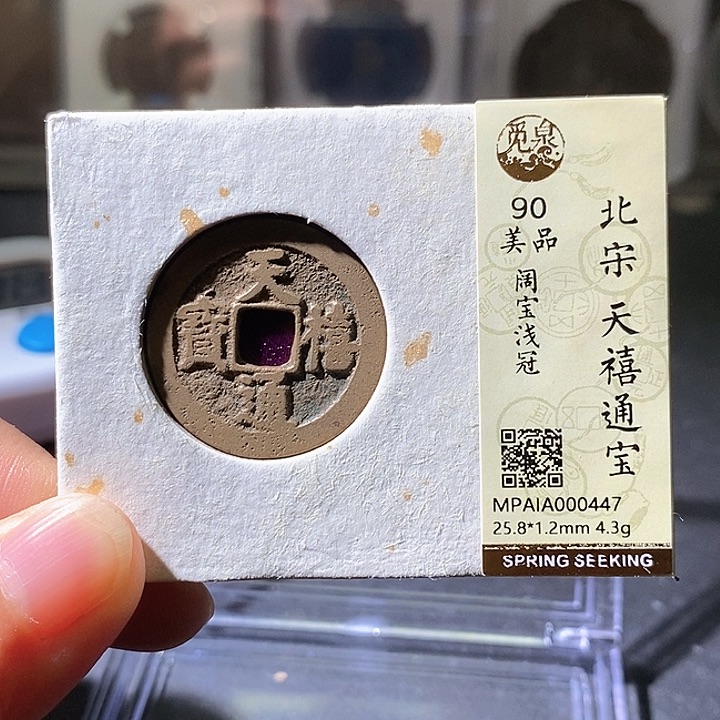 天禧通寳
觅泉
90
美品
阔宝浅冠
北宋 天禧通宝
MPAIA000447
25.8*1.2mm 4.3g
SPRING SEEKING